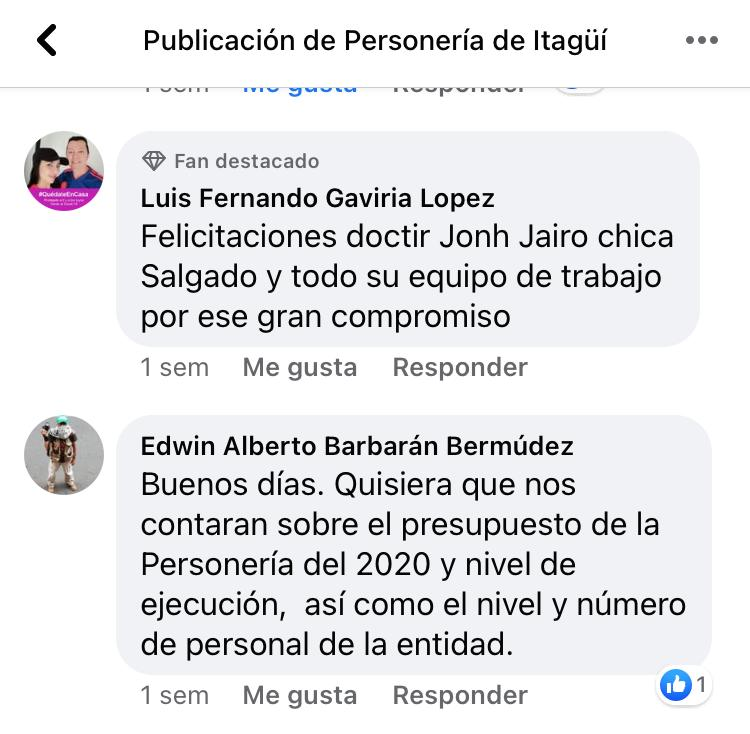 Publicación de Personería de Itagüí
1 sem Me gusta Responder
Fan destacado
#QuédateEnCasa
Luis Fernando Gaviria Lopez
Felicitaciones doctir Jonh Jairo chica
Salgado y todo su equipo de trabajo
por ese gran compromiso
1 sem Me gusta Responder
Edwin Alberto Barbarán Bermúdez
Buenos días. Quisiera que nos
contaran sobre el presupuesto de la
Personería del 2020 y nivel de
ejecución,  así como el nivel y número
de personal de la entidad.
1
1 sem Me gusta Responder